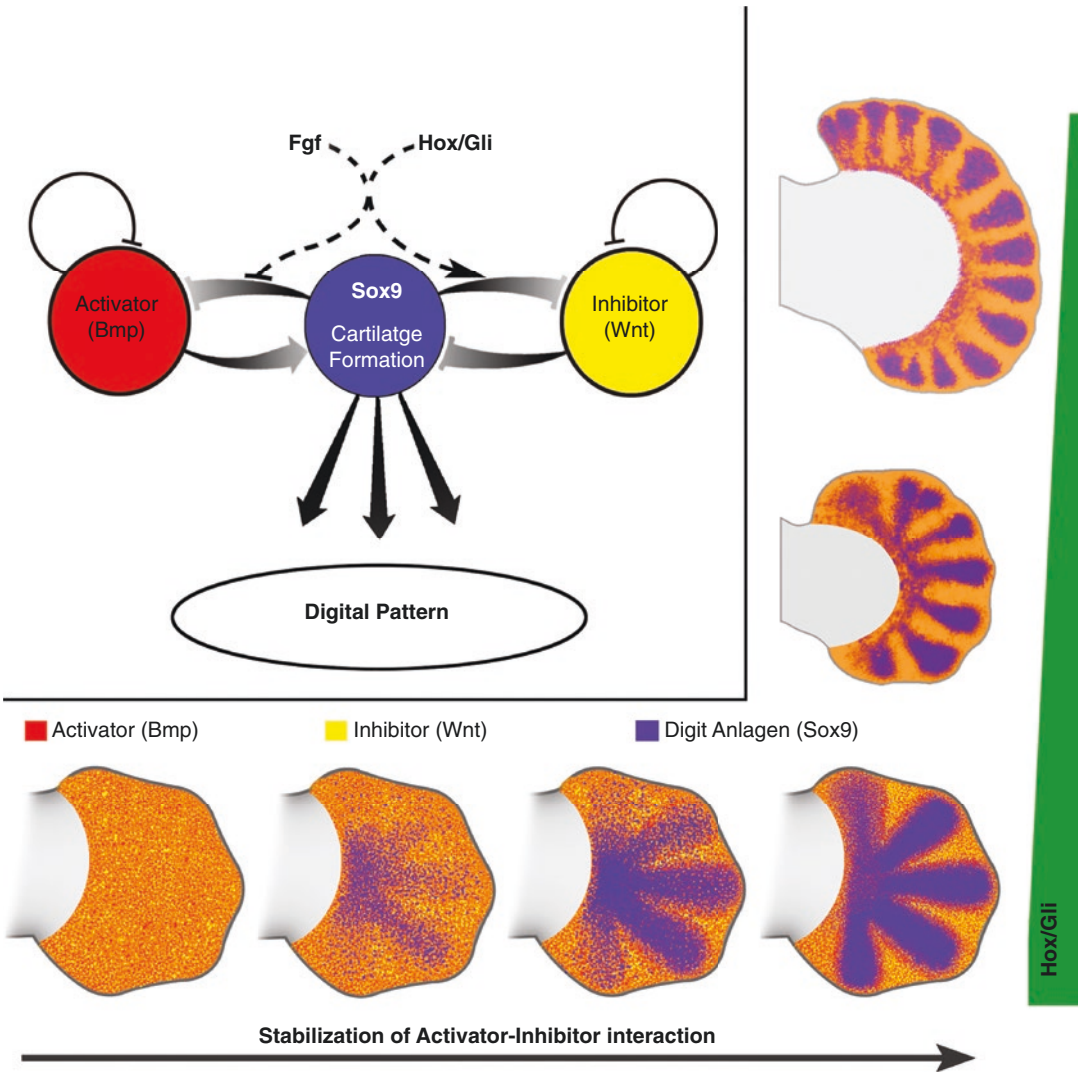 Fgf
Hox/Gli
Activator
(Bmp)
Sox9
Cartilatge
Formation
Inhibitor
(Wnt)
Digital Pattern
Activator (Bmp)
Inhibitor (Wnt)
Digit Anlagen (Sox9)
Hox/Gli
Stabilization of Activator-Inhibitor interaction